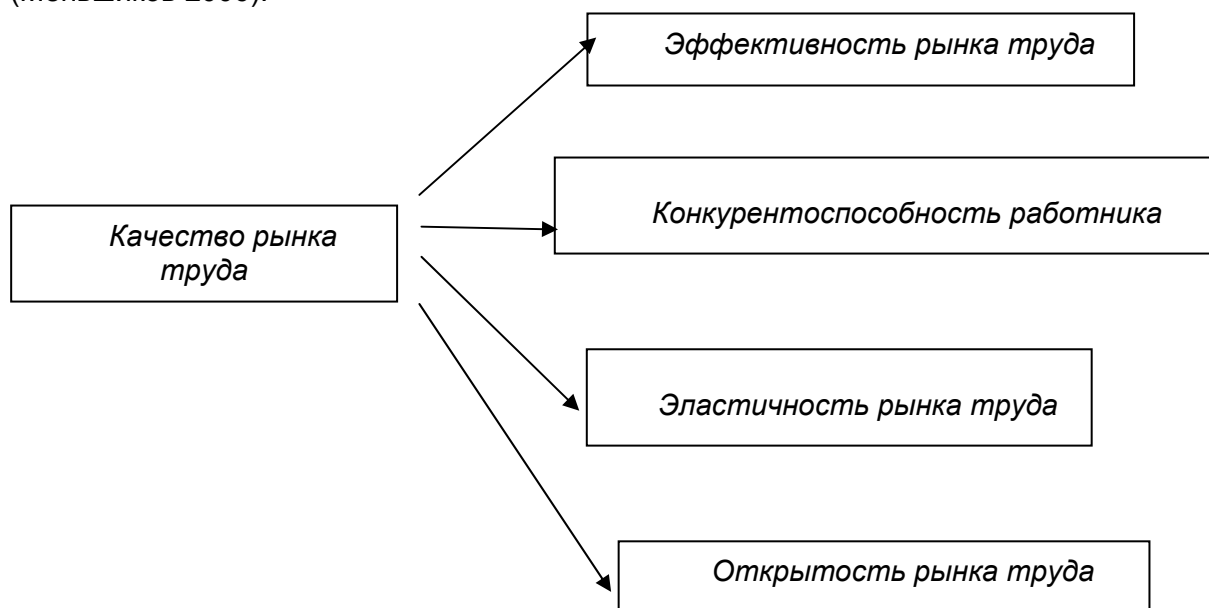 Эффективность рынка труда
Конкурентоспособность работника
Качество рынка
труда
Эластичность рынка труда
Открытость рынка труда